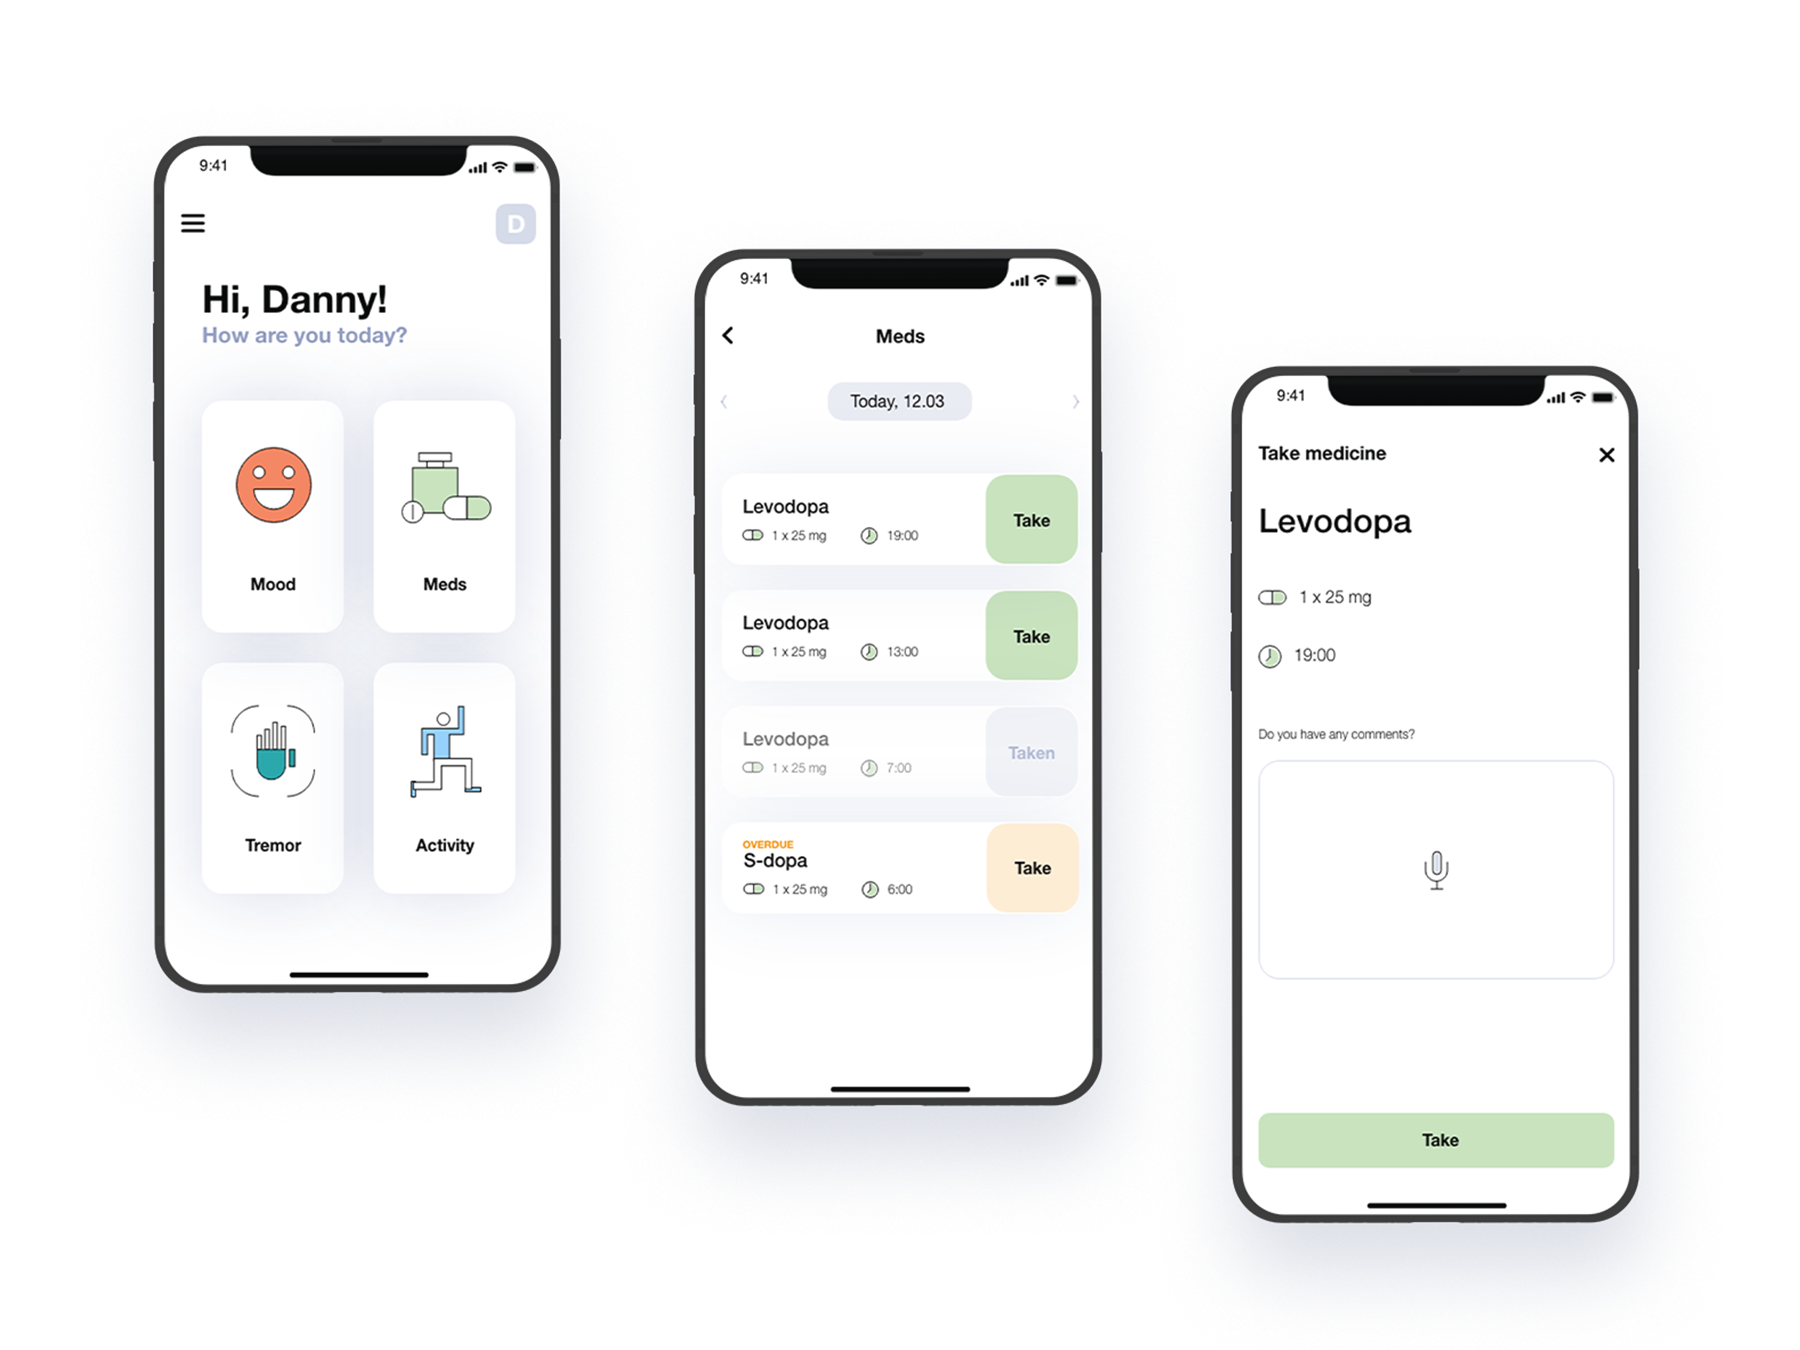 9:41
D
Hi, Danny!
How are you today?
Mood
Meds
Tremor
Activity
9:41
Meds
Today, 12.03
Levodopa
1 x 25 mg 19:00
Take
Levodopa
1 x 25 mg 13:00
Take
Levodopa
1 x 25 mg 7:00
Taken
OVERDUE
S-dopa
1 x 25 mg 6:00
Take
9:41
Take medicine
Levodopa
1 x 25 mg
19:00
Do you have any comments?
Take